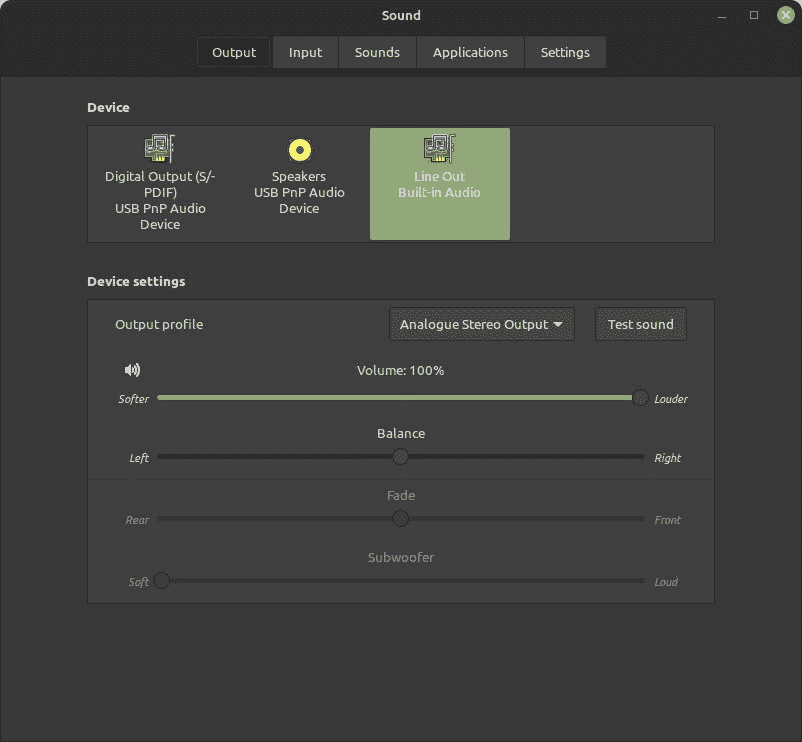 Sound
Output Input Sounds Applications Settings
Device
Digital Output (S/-
PDIF)
USB PnP Audio
Device
Speakers
USB PnP Audio
Device
Line Out
Built-in Audio
Device settings
Output profile Analogue Stereo Output Test sound
Volume: 100%
Softer Louder
Balance
Left Right
Fade
Rear Front
Subwoofer
Soft Loud